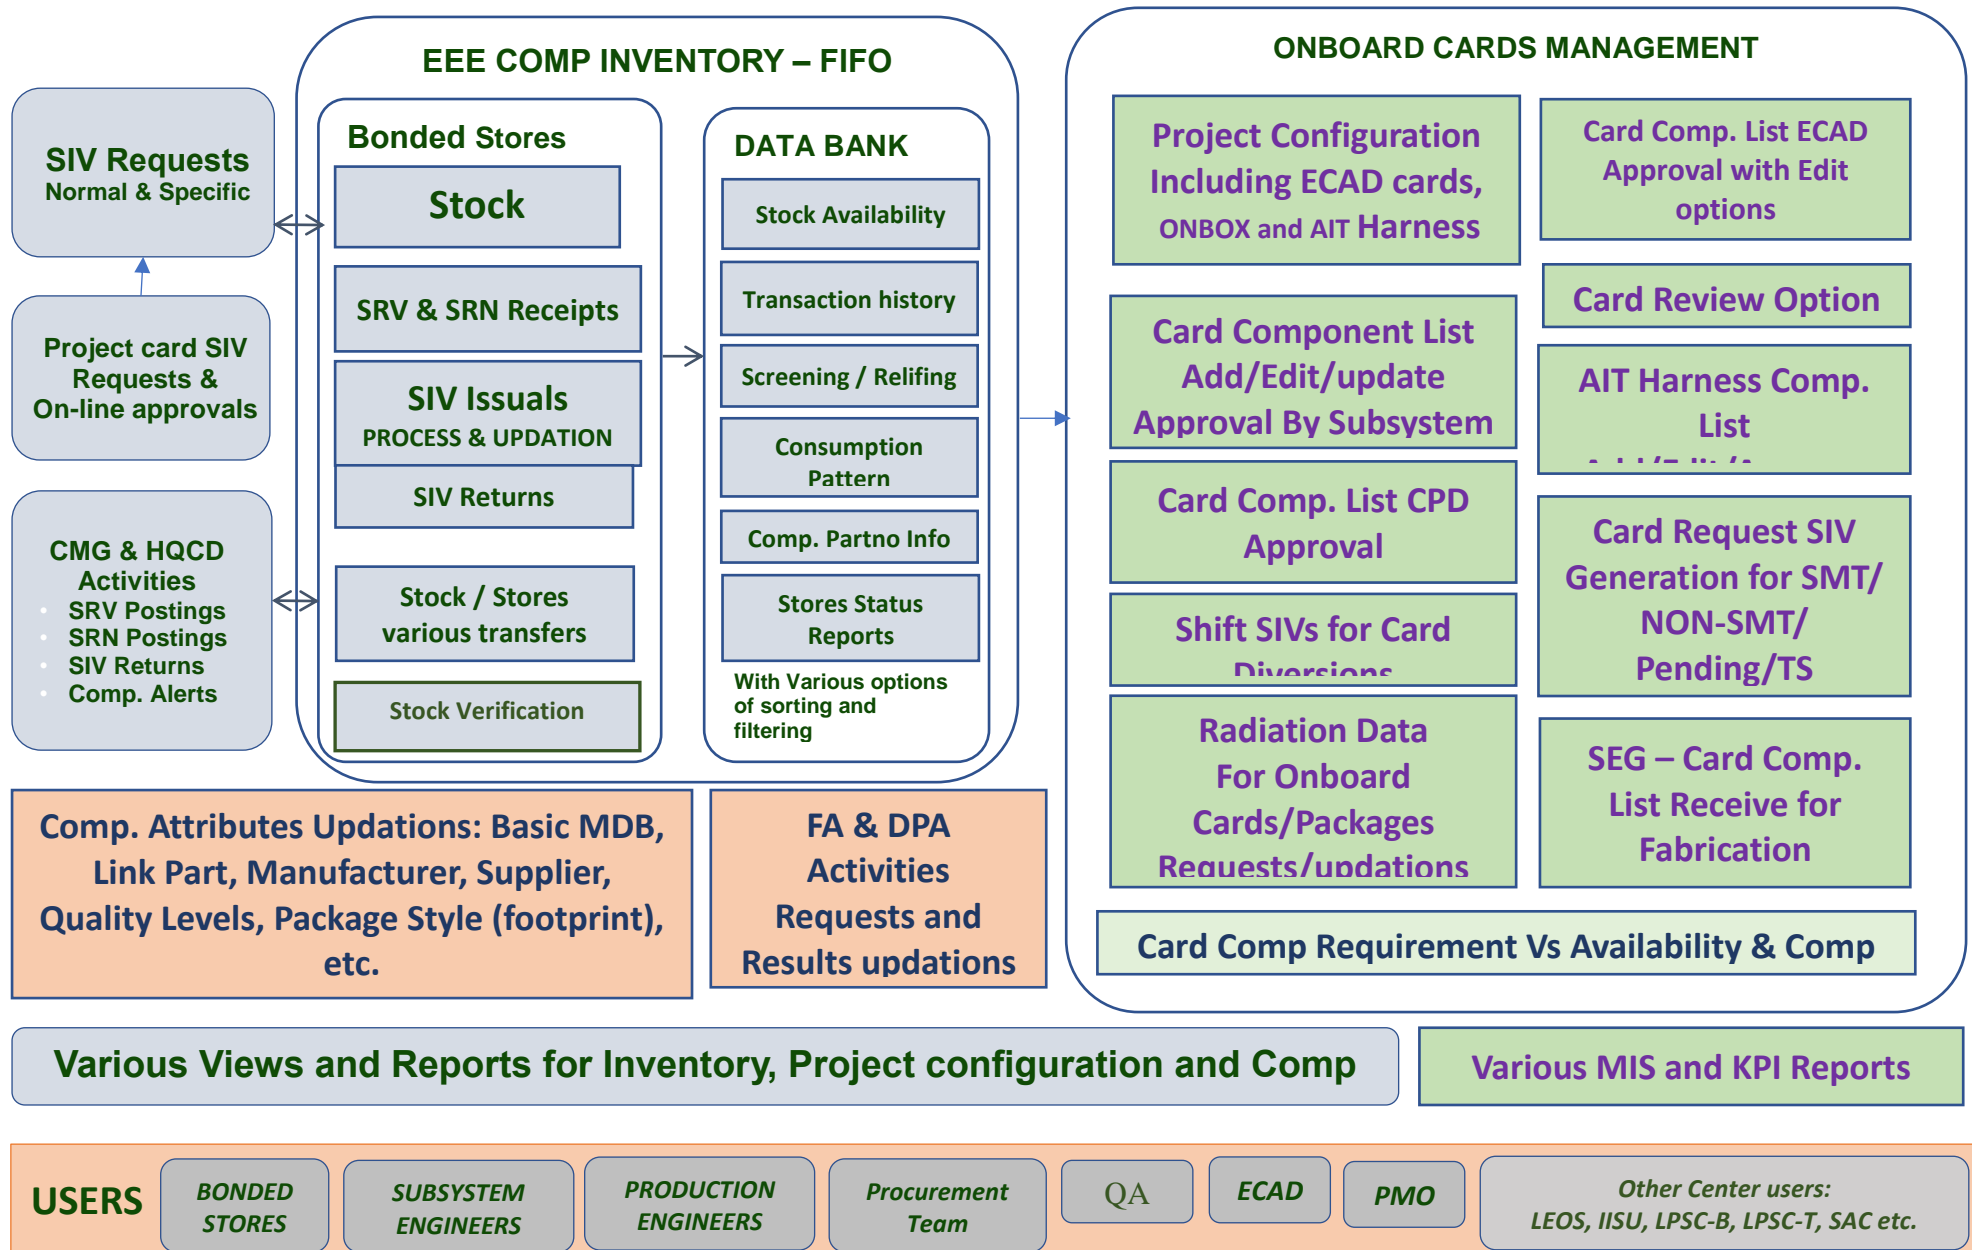 EEE COMP INVENTORY – FIFO
SIV Requests
Normal & Specific
Project card SIV
Requests &
On-line approvals
CMG & HQCD
Activities
• SRV Postings
• SRN Postings
• SIV Returns
• Comp. Alerts
Bonded Stores
Stock
SRV & SRN Receipts
SIV Issuals
PROCESS & UPDATION
SIV Returns
Stock / Stores
various transfers
Stock Verification
DATA BANK
Stock Availability
Transaction history
Screening / Relifing
Consumption
Pattern
Comp. Partno Info
Stores Status
Reports
With Various options
of sorting and
filtering
ONBOARD CARDS MANAGEMENT
Project Configuration
Including ECAD cards,
ONBOX and AIT Harness
Card Component List
Add/Edit/update
Approval By Subsystem
Card Comp. List CPD
Approval
Shift SIVs for Card
Diversions
Radiation Data
For Onboard
Cards/Packages
Requests/updations
Card Comp. List ECAD
Approval with Edit
options
Card Review Option
AIT Harness Comp.
List
Card Request SIV
Generation for SMT/
NON-SMT/
Pending/TS
SEG – Card Comp.
List Receive for
Fabrication
Card Comp Requirement Vs Availability & Comp
Comp. Attributes Updations: Basic MDB,
Link Part, Manufacturer, Supplier,
Quality Levels, Package Style (footprint),
etc.
FA & DPA
Activities
Requests and
Results updations
Various Views and Reports for Inventory, Project configuration and Comp
Various MIS and KPI Reports
USERS
BONDED
STORES
SUBSYSTEM
ENGINEERS
PRODUCTION
ENGINEERS
Procurement
Team
QA
ECAD
PMO
Other Center users:
LEOS, IISU, LPSC-B, LPSC-T, SAC etc.